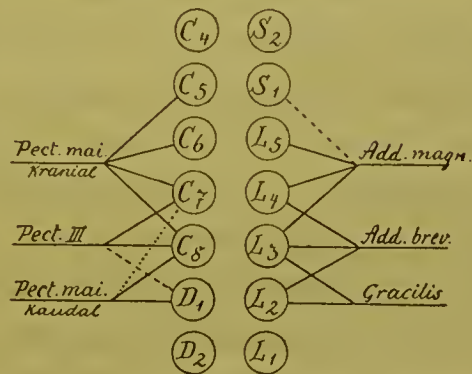 C4 S2
C5 S1
C6 L5
Pect. mai. Add. magn.
Kranial
C7 L4
Pect. III C8 L3 Add. brev.
Pect. mai. D1 L2 Gracilis
Kaudal
D2 L1